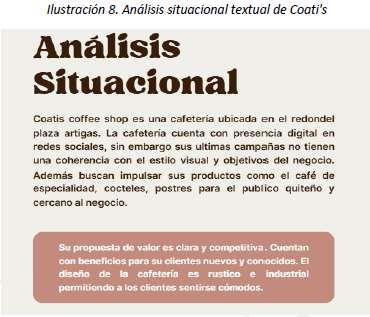 Ilustración 8. Análisis situacional textual de Coati's
Análisis
Situacional
Coatis coffee shop es una cafetería ubicada en el redondel
plaza artigas. La cafetería cuenta con presencia digital en
redes sociales, sin embargo sus ultimas campañas no tienen
una coherencia con el estilo visual y objetivos del negocio.
Además buscan impulsar sus productos como el café de
especialidad, cocteles, postres para el publico quiteño y
cercano al negocio.
Su propuesta de valor es clara y competitiva. Cuentan
con beneficios para su clientes nuevos y conocidos. El
diseño de la cafetería es rustico e industrial
permitiendo a los clientes sentirse cómodos.